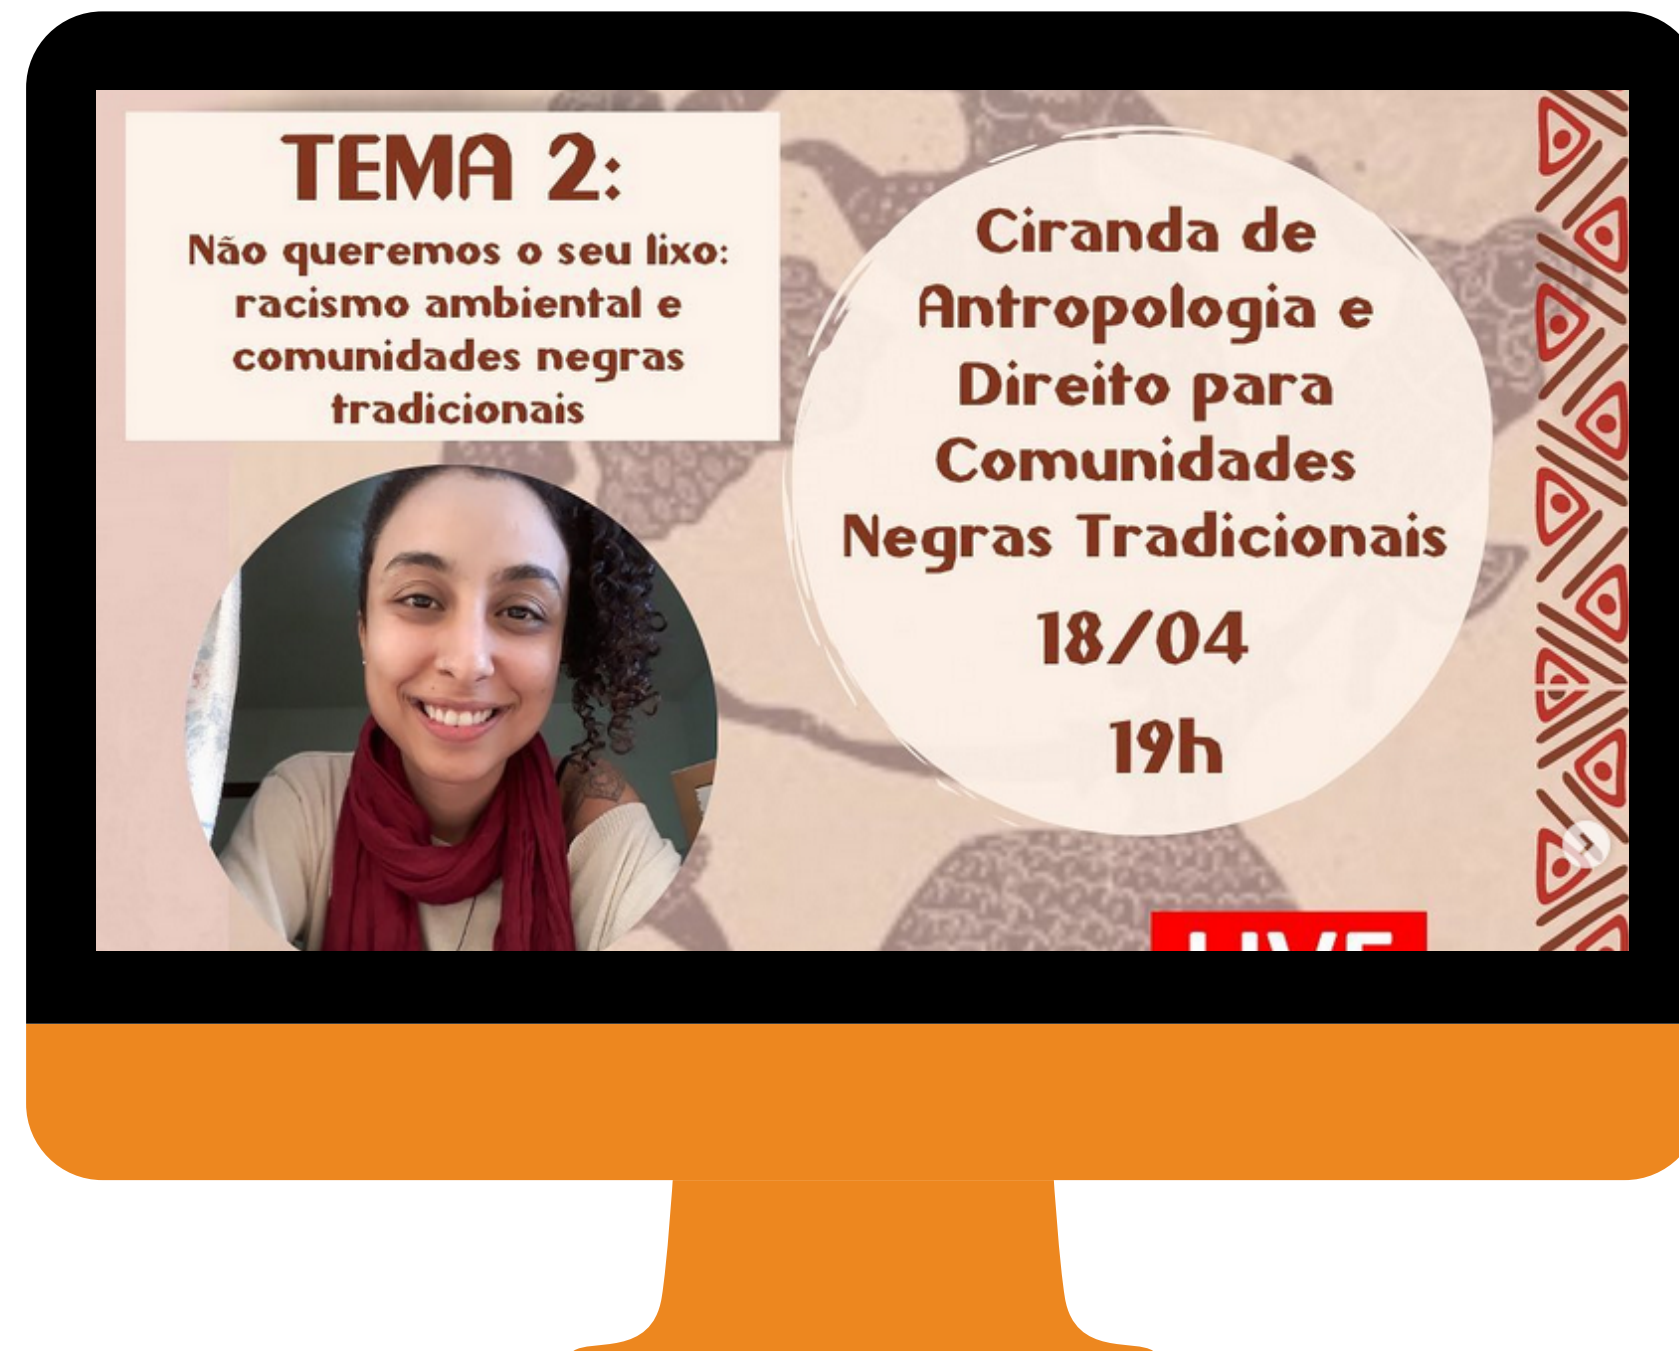 TEMA 2:
Não queremos o seu lixo:
racismo ambiental e
comunidades negras
tradicionais
Ciranda de
Antropologia e
Direito para
Comunidades
Negras Tradicionais
18/04
19h
LIVE